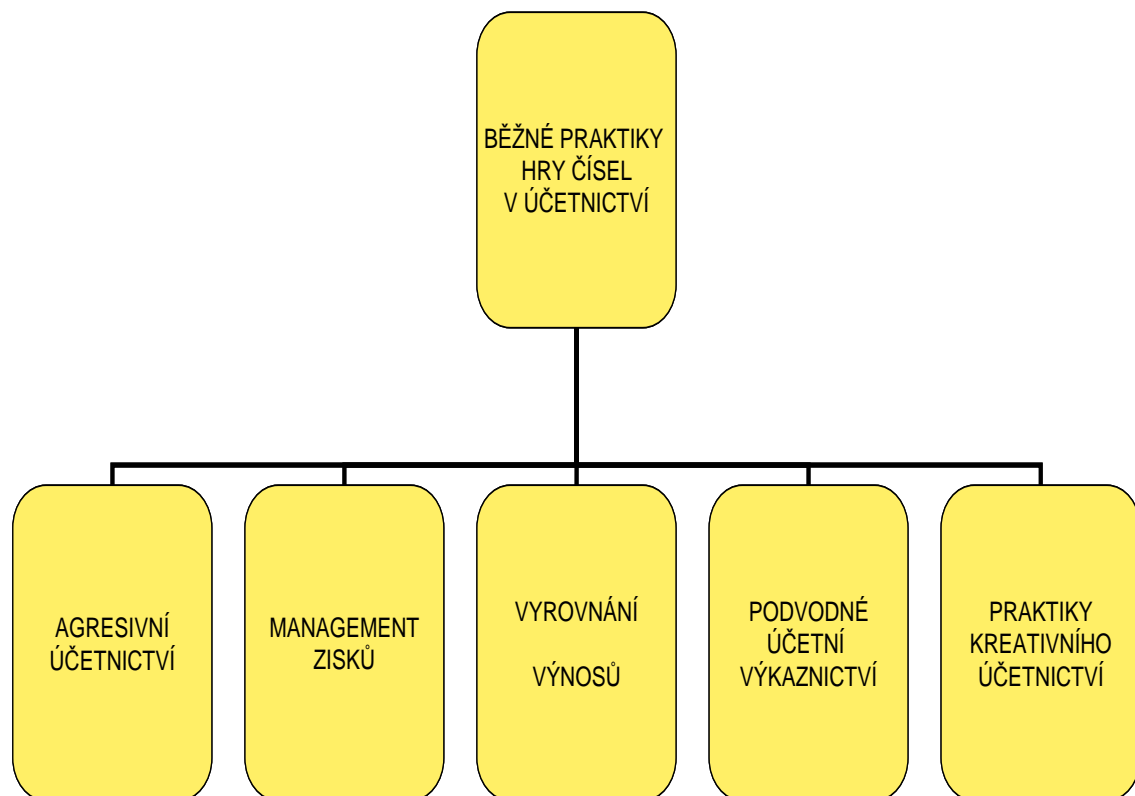 BĚŽNÉ PRAKTIKY
HRY ČÍSEL
V ÚČETNICTVÍ
AGRESIVNÍ
ÚČETNICTVÍ
MANAGEMENT
ZISKŮ
VYROVNÁNÍ
VÝNOSŮ
PODVODNÉ
ÚČETNÍ
VÝKAZNICTVÍ
PRAKTIKY
KREATIVNÍHO
ÚČETNICTVÍ